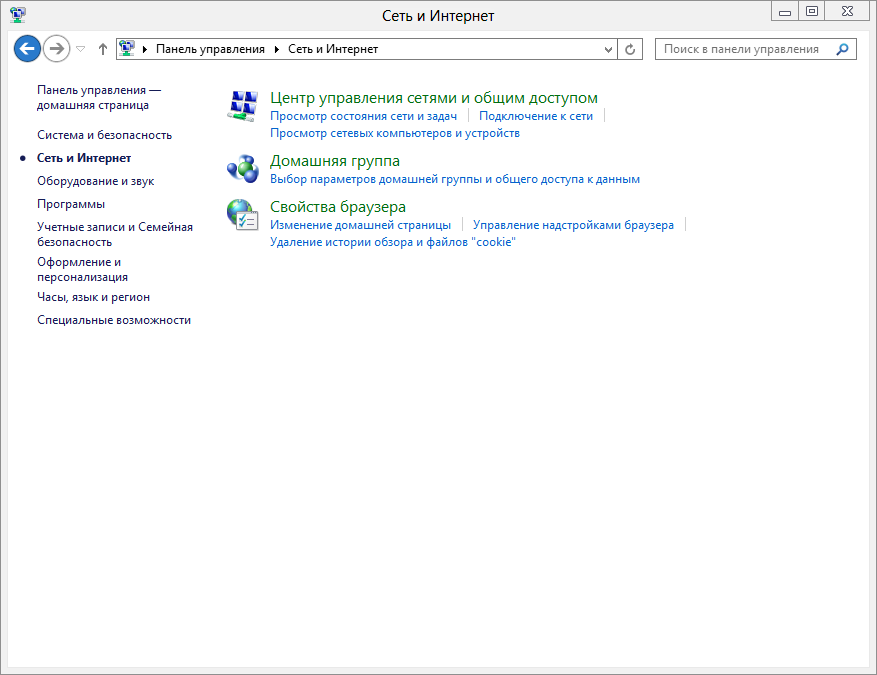 Сеть и Интернет
Панель управления Сеть и Интернет
Поиск в панели управления
Панель управления —
домашняя страница
Система и безопасность
Сеть и Интернет
Оборудование и звук
Программы
Учетные записи и Семейная
безопасность
Оформление и
персонализация
Часы, язык и регион
Специальные возможности
Центр управления сетями и общим доступом
Просмотр состояния сети и задач Подключение к сети
Просмотр сетевых компьютеров и устройств
Домашняя группа
Выбор параметров домашней группы и общего доступа к данным
Свойства браузера
Изменение домашней страницы Управление надстройками браузера
Удаление истории обзора и файлов "cookie"